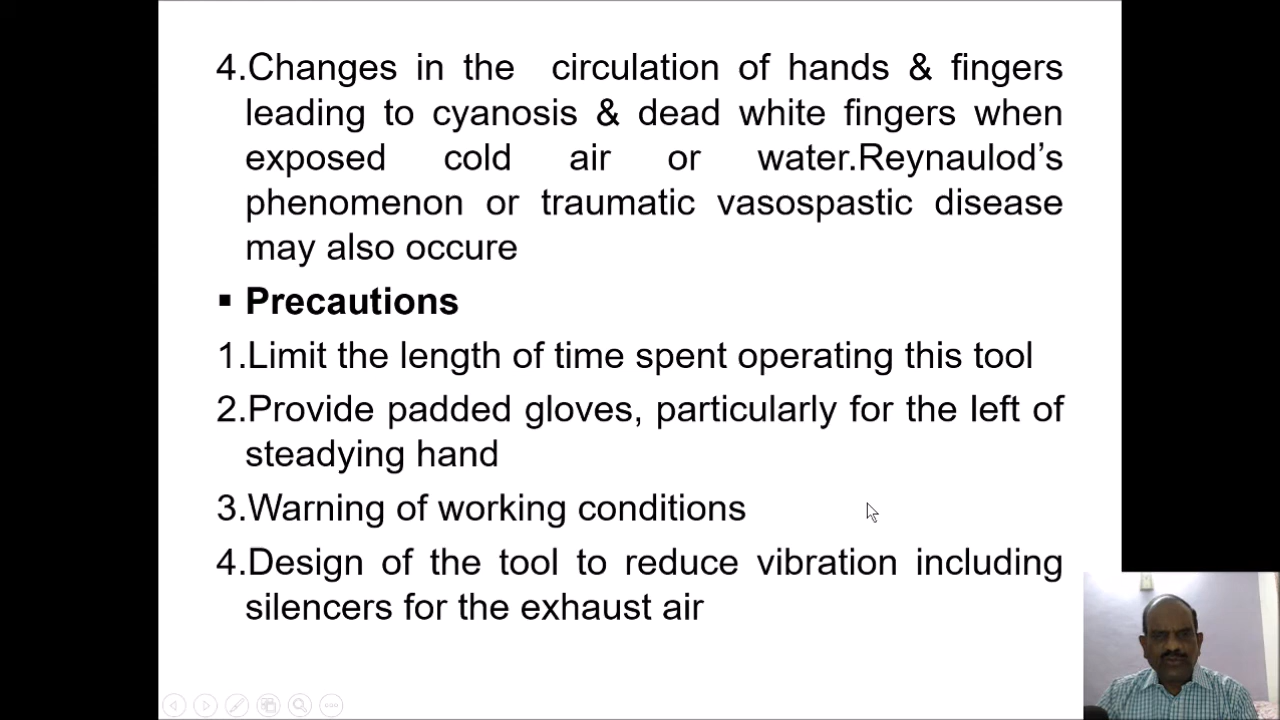 4.Changes in the circulation of hands & fingers
leading to cyanosis & dead white fingers when
exposed cold air or water.Reynaulod’s
phenomenon or traumatic vasospastic disease
may also occure
▪ Precautions
1.Limit the length of time spent operating this tool
2.Provide padded gloves, particularly for the left of
steadying hand
3.Warning of working conditions
4.Design of the tool to reduce vibration including
silencers for the exhaust air